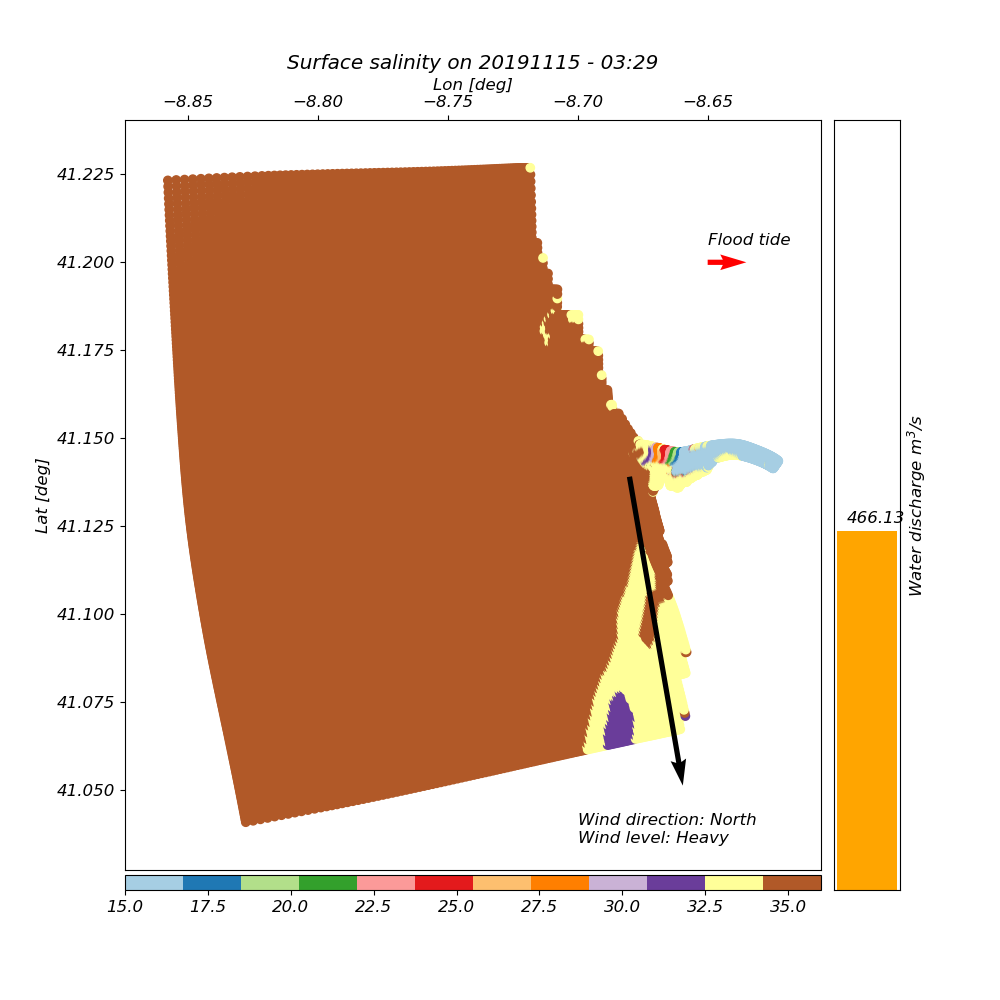 Surface salinity on 20191115 - 03:29
Lon [deg]
−8.85 −8.80 −8.75 −8.70 −8.65
41.225
41.200
41.175
41.150
41.125
41.100
41.075
41.050
Lat [deg]
Flood tide
466.13
Water discharge m³/s
Wind direction: North
Wind level: Heavy
15.0 17.5 20.0 22.5 25.0 27.5 30.0 32.5 35.0